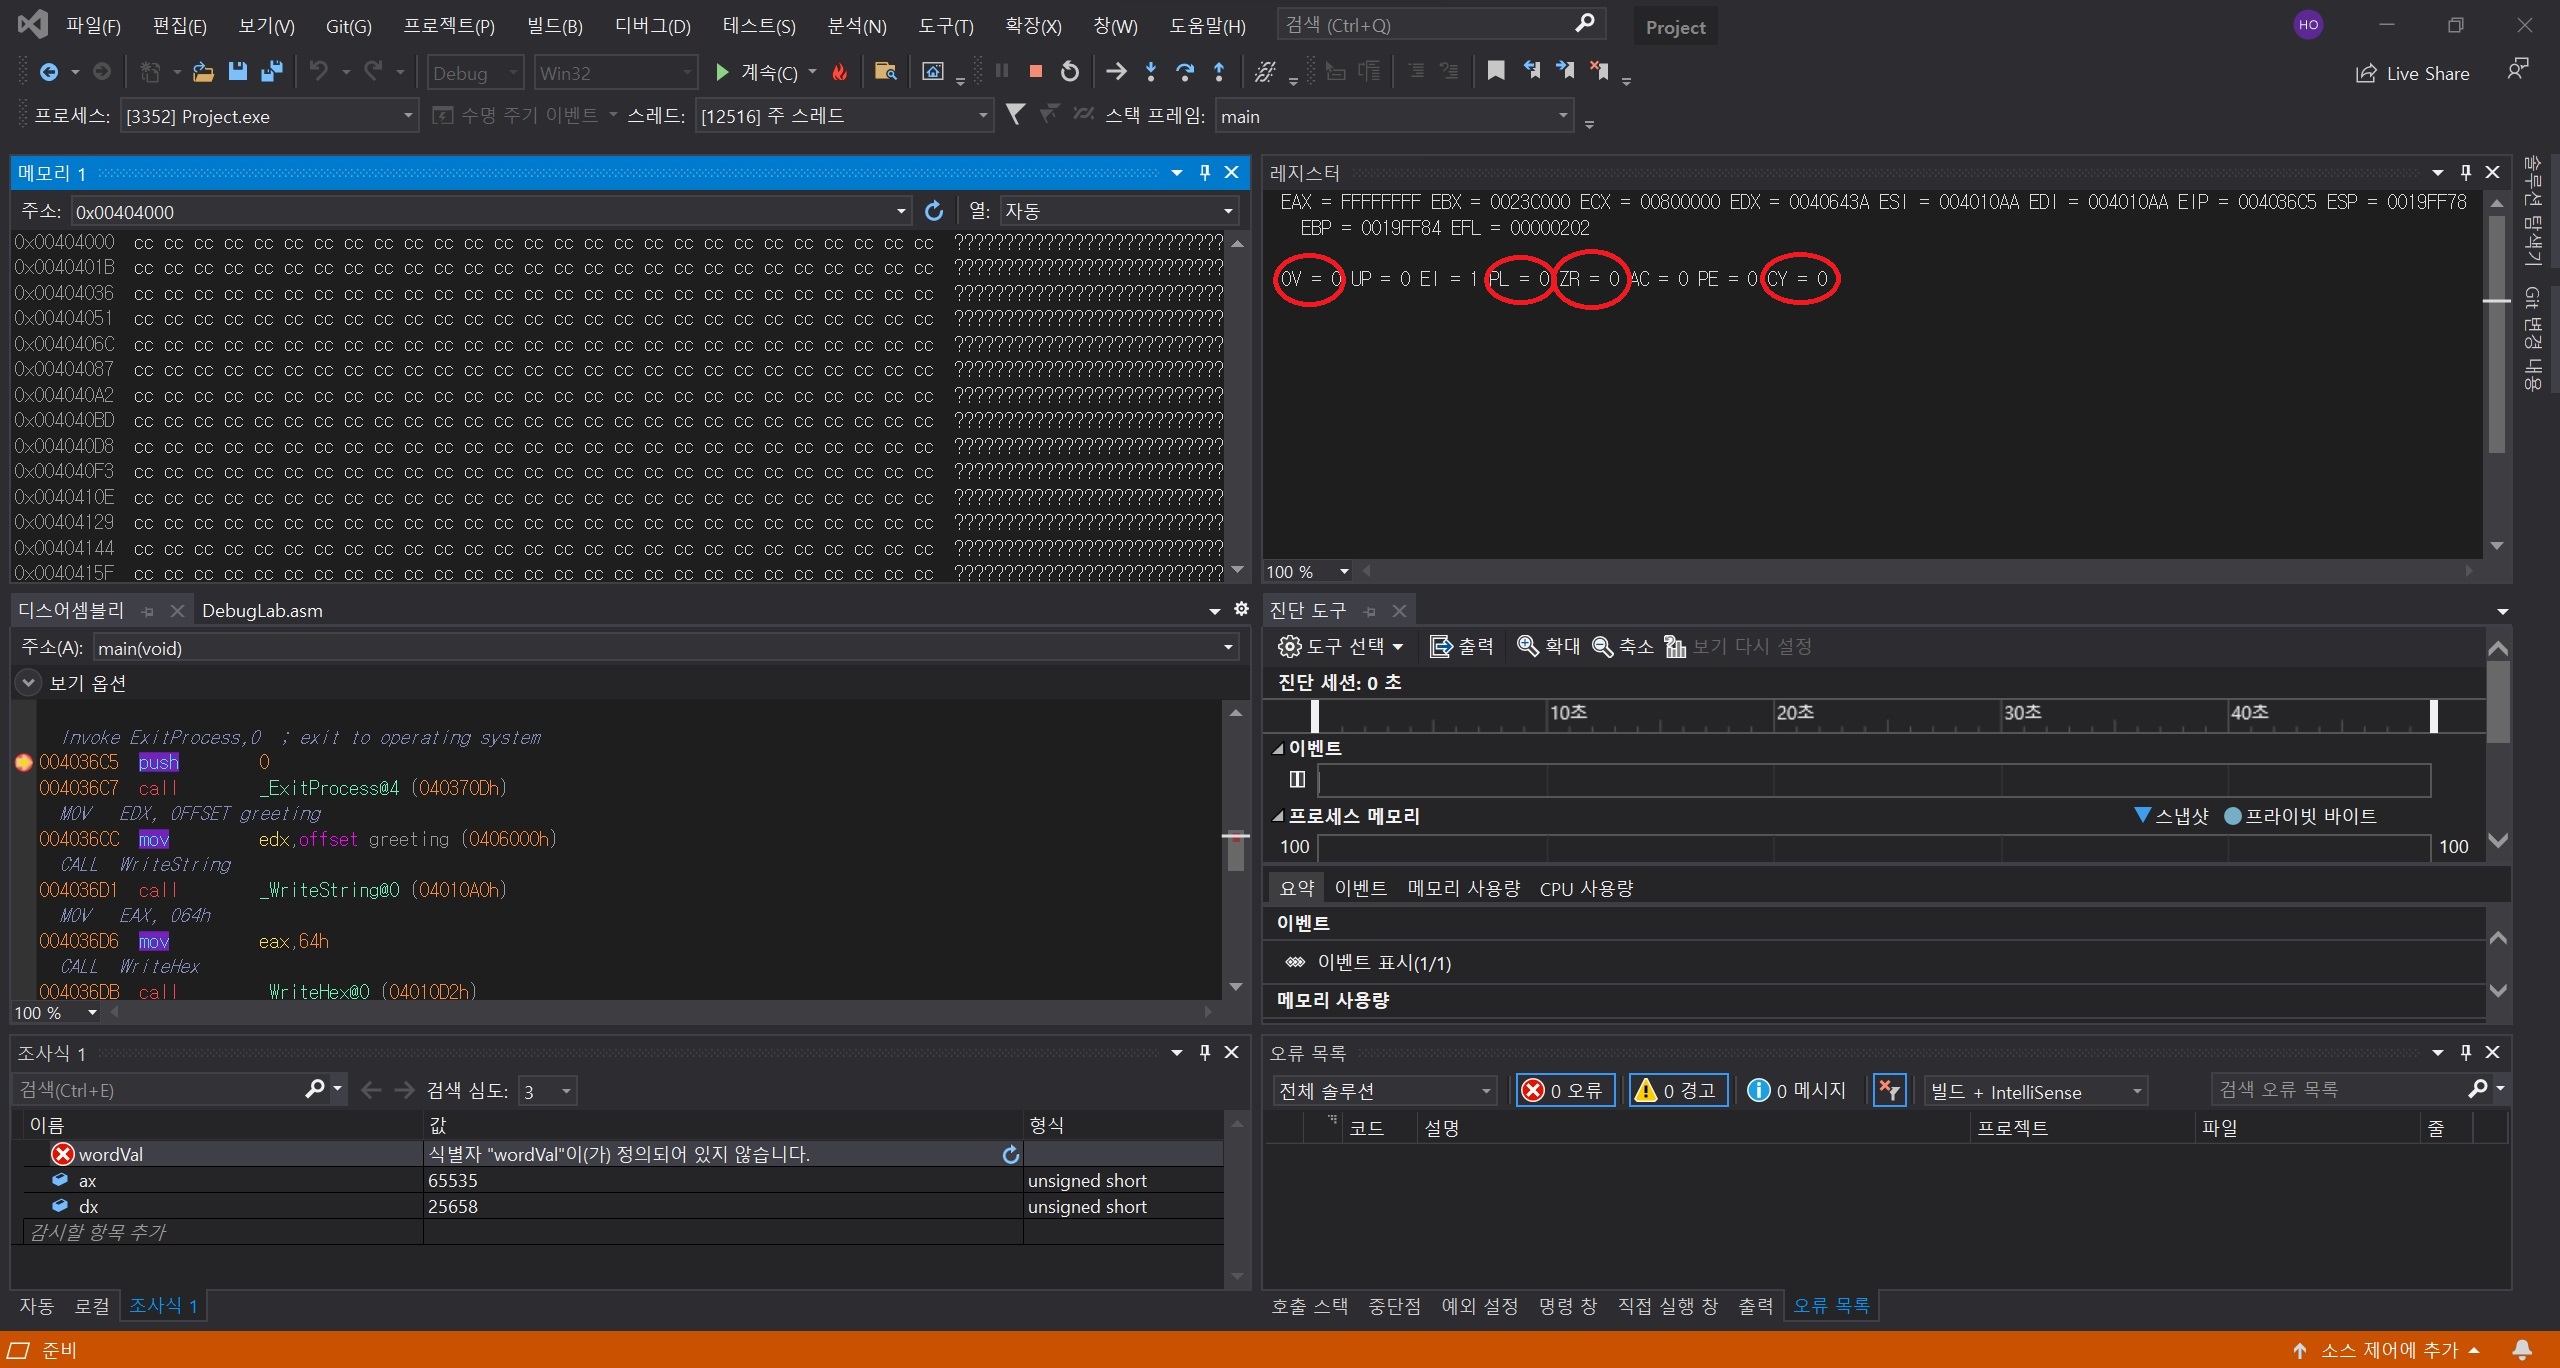 파일(F) 편집(E) 보기(V) Git(G) 프로젝트(P) 빌드(B) 디버그(D) 테스트(S) 분석(N) 도구(T) 확장(X) 창(W) 도움말(H) 검색 (Ctrl+Q) Project HO
Debug Win32 계속(C) Live Share
프로세스: [3352] Project.exe 수명 주기 이벤트 스레드: [12516] 주 스레드 스택 프레임: main
메모리 1
주소: 0x00404000 열: 자동
0x00404000 cc cc cc cc cc cc cc cc cc cc cc cc cc cc cc cc cc cc cc cc cc cc cc cc cc cc cc ???????????????????????????
0x0040401B cc cc cc cc cc cc cc cc cc cc cc cc cc cc cc cc cc cc cc cc cc cc cc cc cc cc cc ???????????????????????????
0x00404036 cc cc cc cc cc cc cc cc cc cc cc cc cc cc cc cc cc cc cc cc cc cc cc cc cc cc cc ???????????????????????????
0x00404051 cc cc cc cc cc cc cc cc cc cc cc cc cc cc cc cc cc cc cc cc cc cc cc cc cc cc cc ???????????????????????????
0x0040406C cc cc cc cc cc cc cc cc cc cc cc cc cc cc cc cc cc cc cc cc cc cc cc cc cc cc cc ???????????????????????????
0x00404087 cc cc cc cc cc cc cc cc cc cc cc cc cc cc cc cc cc cc cc cc cc cc cc cc cc cc cc ???????????????????????????
0x004040A2 cc cc cc cc cc cc cc cc cc cc cc cc cc cc cc cc cc cc cc cc cc cc cc cc cc cc cc ???????????????????????????
0x004040BD cc cc cc cc cc cc cc cc cc cc cc cc cc cc cc cc cc cc cc cc cc cc cc cc cc cc cc ???????????????????????????
0x004040D8 cc cc cc cc cc cc cc cc cc cc cc cc cc cc cc cc cc cc cc cc cc cc cc cc cc cc cc ???????????????????????????
0x004040F3 cc cc cc cc cc cc cc cc cc cc cc cc cc cc cc cc cc cc cc cc cc cc cc cc cc cc cc ???????????????????????????
0x0040410E cc cc cc cc cc cc cc cc cc cc cc cc cc cc cc cc cc cc cc cc cc cc cc cc cc cc cc ???????????????????????????
0x00404129 cc cc cc cc cc cc cc cc cc cc cc cc cc cc cc cc cc cc cc cc cc cc cc cc cc cc cc ???????????????????????????
0x00404144 cc cc cc cc cc cc cc cc cc cc cc cc cc cc cc cc cc cc cc cc cc cc cc cc cc cc cc ???????????????????????????
0x0040415F cc cc cc cc cc cc cc cc cc cc cc cc cc cc cc cc cc cc cc cc cc cc cc cc cc cc cc ???????????????????????????
레지스터
EAX = FFFFFFFF EBX = 0023C000 ECX = 00800000 EDX = 0040643A ESI = 004010AA EDI = 004010AA EIP = 004036C5 ESP = 0019FF78
EBP = 0019FF84 EFL = 00000202
OV = 0 UP = 0 EI = 1 PL = 0 ZR = 0 AC = 0 PE = 0 CY = 0
100 %
솔루션 탐색기
Git 변경 내용
디스어셈블리 DebugLab.asm
주소(A): main(void)
보기 옵션
Invoke ExitProcess,0 ; exit to operating system
004036C5 push 0
004036C7 call _ExitProcess@4 (040370Dh)
MOV EDX, OFFSET greeting
004036CC mov edx,offset greeting (0406000h)
CALL WriteString
004036D1 call _WriteString@0 (04010A0h)
MOV EAX, 064h
004036D6 mov eax,64h
CALL WriteHex
004036DB call _WriteHex@0 (04010D2h)
100 %
진단 도구
도구 선택 출력 확대 축소 보기 다시 설정
진단 세션: 0 초
10초 20초 30초 40초
이벤트
프로세스 메모리 스냅샷 프라이빗 바이트
100 100
요약 이벤트 메모리 사용량 CPU 사용량
이벤트
이벤트 표시(1/1)
메모리 사용량
조사식 1
검색(Ctrl+E) 검색 심도: 3
이름 값 형식
wordVal 식별자 "wordVal"이(가) 정의되어 있지 않습니다.
ax 65535 unsigned short
dx 25658 unsigned short
감시할 항목 추가
자동 로컬 조사식 1
오류 목록
전체 솔루션 0 오류 0 경고 0 메시지 빌드 + IntelliSense 검색 오류 목록
코드 설명 프로젝트 파일 줄
호출 스택 중단점 예외 설정 명령 창 직접 실행 창 출력 오류 목록
준비 소스 제어에 추가